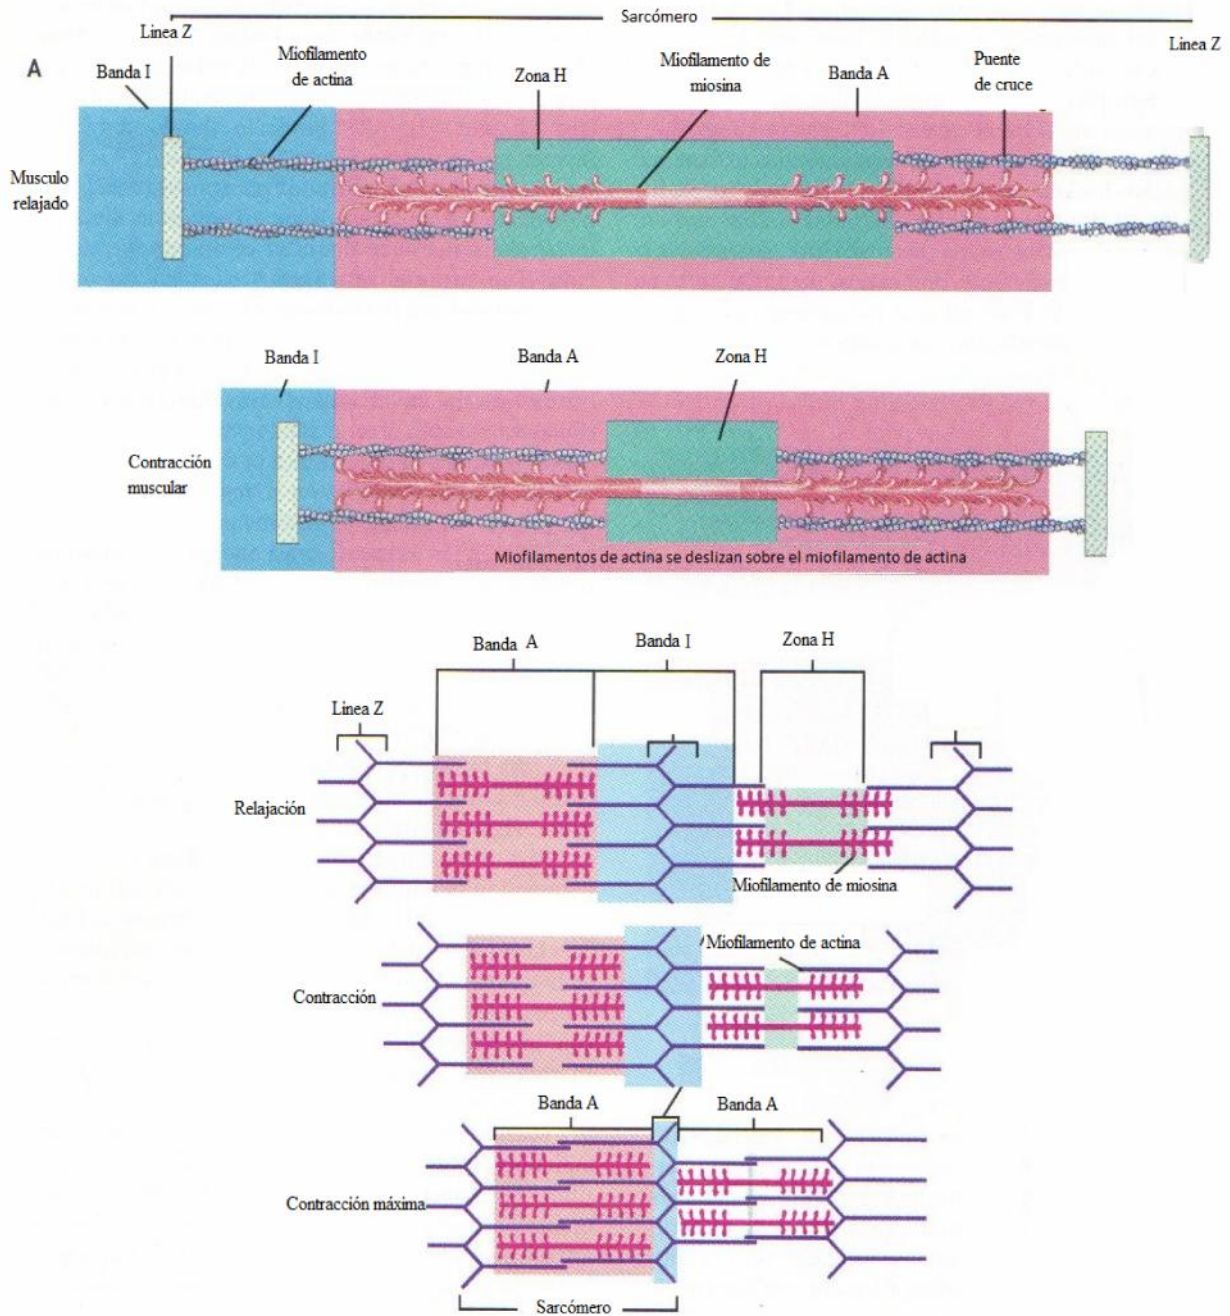 Sarcómero
Linea Z
Linea Z
A
Banda I
Miofilamento
de actina
Zona H
Miofilamento de
miosina
Banda A
Puente
de cruce
Musculo
relajado
Banda I
Banda A
Zona H
Contracción
muscular
Miofilamentos de actina se deslizan sobre el miofilamento de actina
Banda A
Banda I
Zona H
Linea Z
Relajación
Miofilamento de miosina
Miofilamento de actina
Contracción
Banda A
Banda A
Contracción máxima
Sarcómero